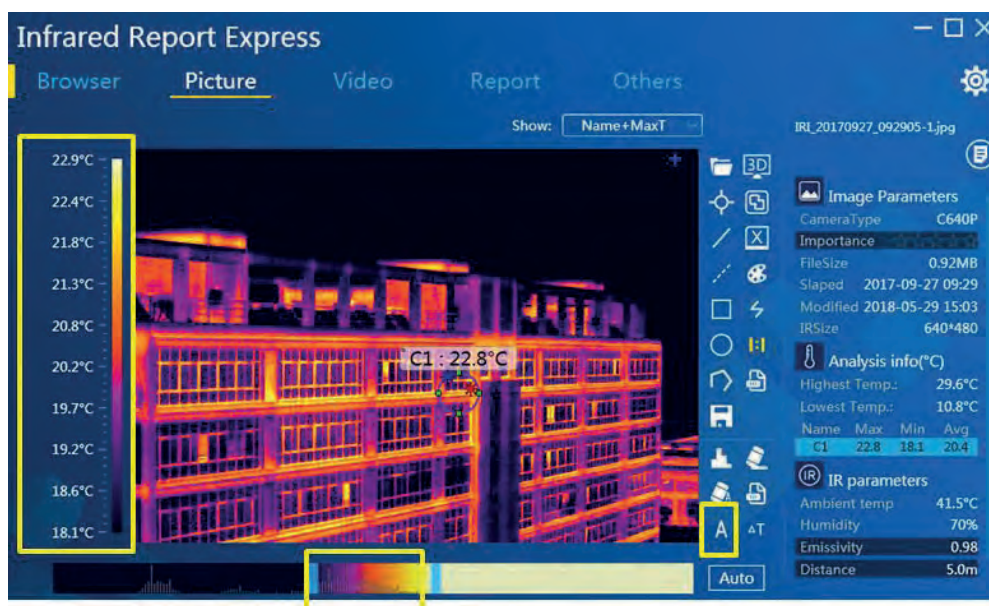 Infrared Report Express
Browser Picture Video Report Others
Show: Name+MaxT
IRI_20170927_092905-1.jpg
22.9°C
22.4°C
21.8°C
21.3°C
20.8°C
20.2°C
19.7°C
19.2°C
18.6°C
18.1°C
C1 : 22.8°C
3D
X
1:1
A
A ΔT
Auto
Image Parameters
CameraType C640P
Importance
FileSize 0.92MB
Slaped 2017-09-27 09:29
Modified 2018-05-29 15:03
IRSize 640*480
Analysis info(°C)
Highest Temp.: 29.6°C
Lowest Temp.: 10.8°C
Name Max Min Avg
C1 22.8 18.1 20.4
IR IR parameters
Ambient temp 41.5°C
Humidity 70%
Emissivity 0.98
Distance 5.0m